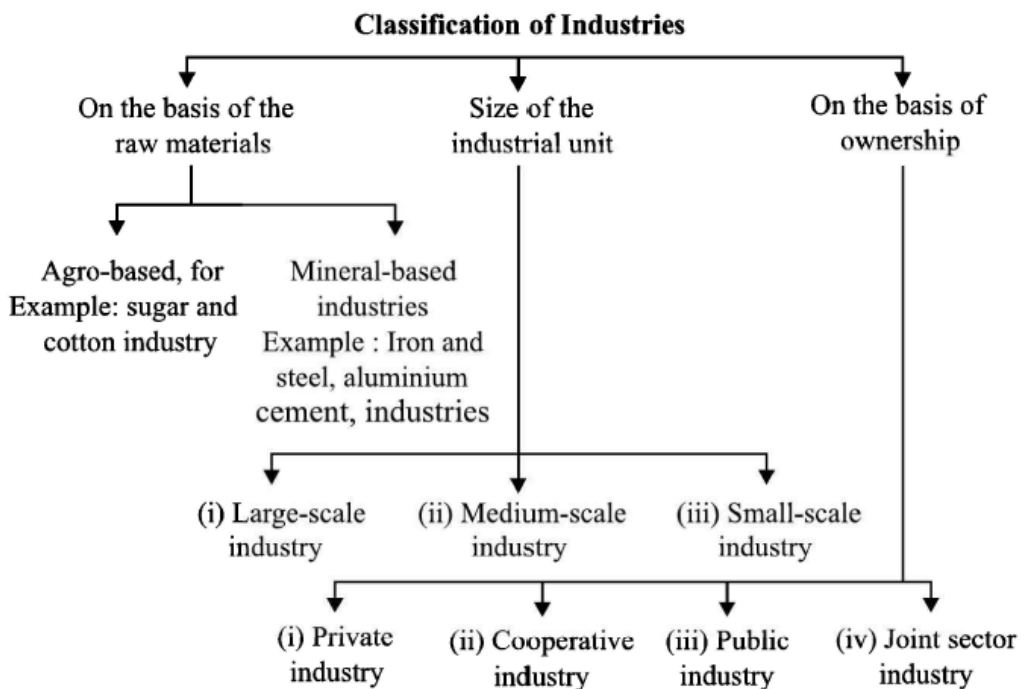 Classification of Industries
On the basis of the
raw materials
Size of the
industrial unit
On the basis of
ownership
Agro-based, for
Example: sugar and
cotton industry
Mineral-based
industries
Example : Iron and
steel, aluminium
cement, industries
(i) Large-scale
industry
(ii) Medium-scale
industry
(iii) Small-scale
industry
(i) Private
industry
(ii) Cooperative
industry
(iii) Public
industry
(iv) Joint sector
industry